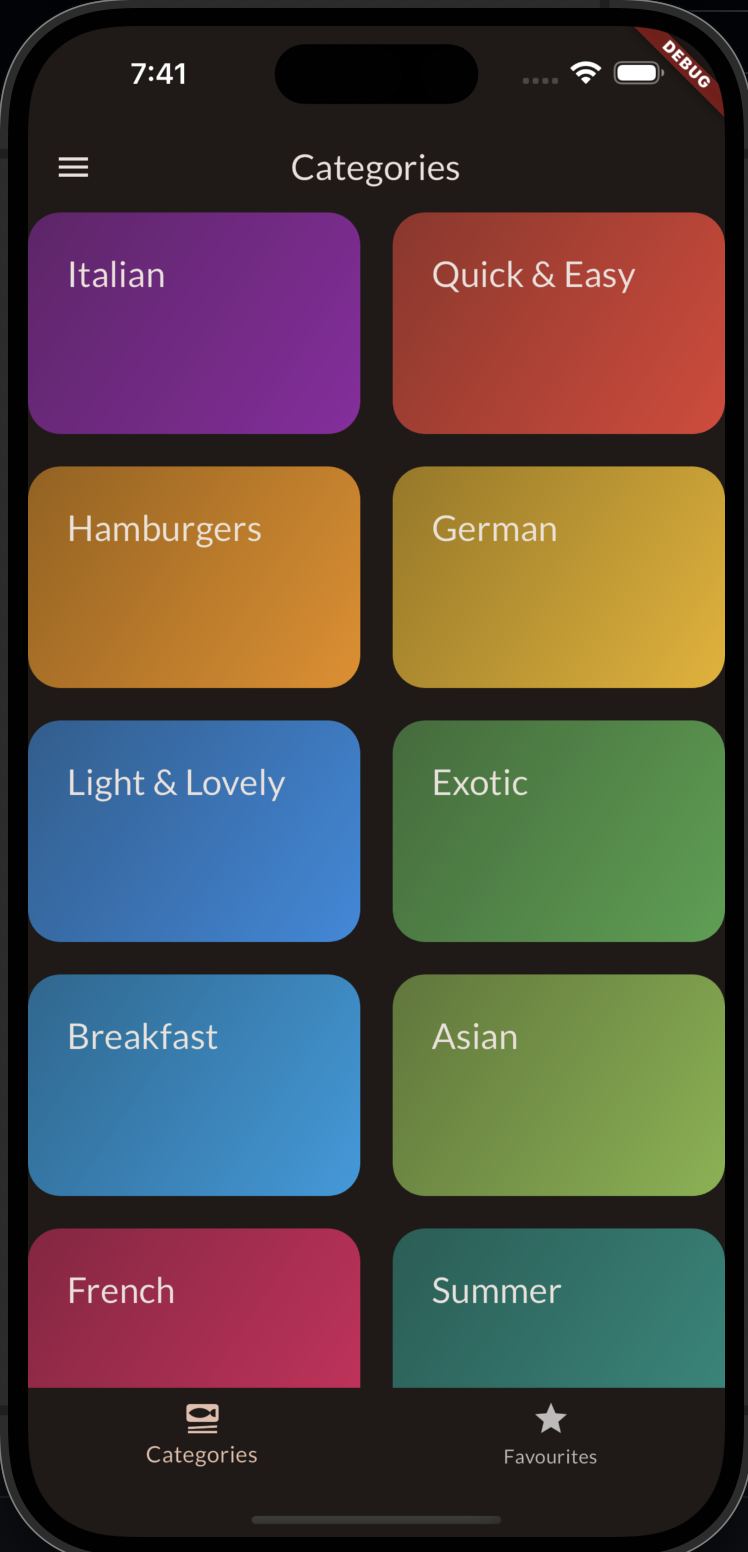 7:41
DEBUG
Categories
Italian
Quick & Easy
Hamburgers
German
Light & Lovely
Exotic
Breakfast
Asian
French
Summer
Categories
Favourites